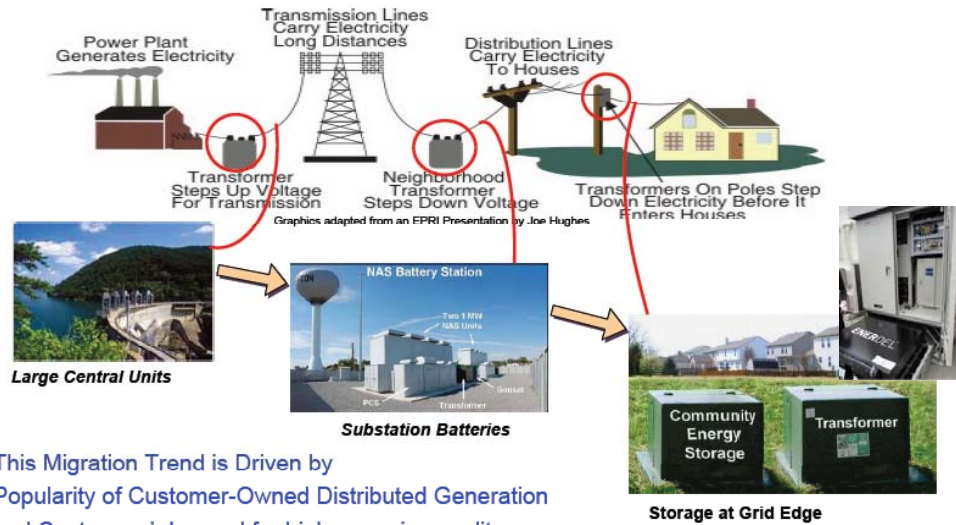 Transmission Lines
Carry Electricity
Long Distances
Power Plant
Generates Electricity
Distribution Lines
Carry Electricity
To Houses
Transformer
Steps Up Voltage
For Transmission
Neighborhood
Transformer
Steps Down Voltage
Transformers On Poles Step
Down Electricity Before It
Enters Houses
Graphics adapted from an EPRI Presentation by Joe Hughes
NAS Battery Station
Two 1 MW
NAS Units
PCS
Transformer
Genset
ENERDEL
Large Central Units
Substation Batteries
Community
Energy
Storage
Transformer
Storage at Grid Edge
This Migration Trend is Driven by
Popularity of Customer-Owned Distributed Generation